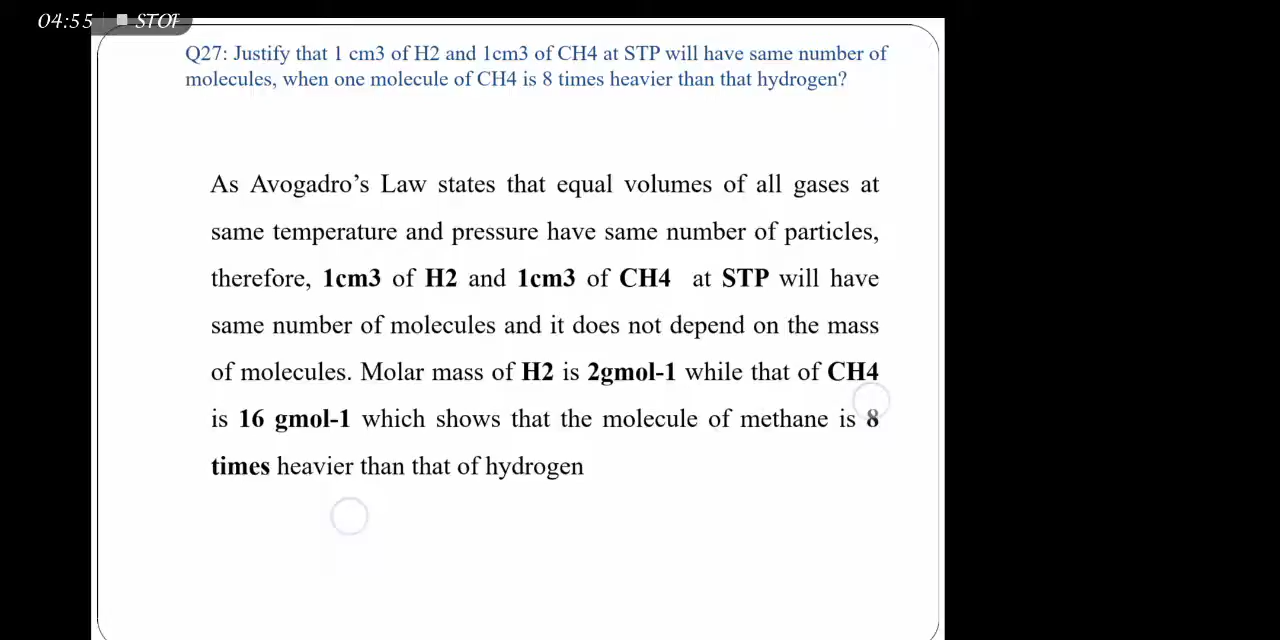 04:55 STOP
Q27: Justify that 1 cm3 of H2 and 1cm3 of CH4 at STP will have same number of
molecules, when one molecule of CH4 is 8 times heavier than that hydrogen?
As Avogadro’s Law states that equal volumes of all gases at
same temperature and pressure have same number of particles,
therefore, 1cm3 of H2 and 1cm3 of CH4 at STP will have
same number of molecules and it does not depend on the mass
of molecules. Molar mass of H2 is 2gmol-1 while that of CH4
is 16 gmol-1 which shows that the molecule of methane is 8
times heavier than that of hydrogen